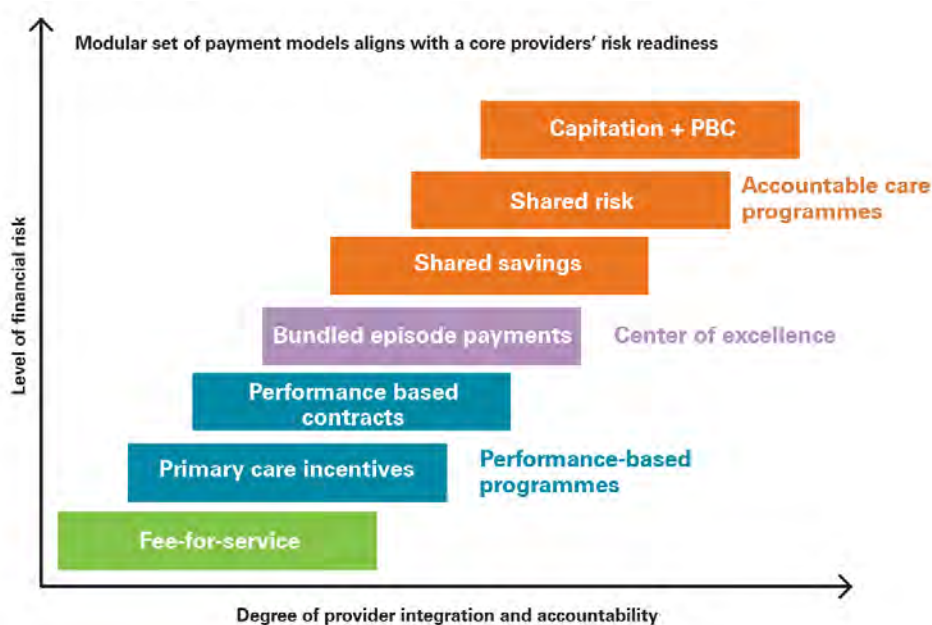 Modular set of payment models aligns with a core providers' risk readiness
Capitation + PBC
Shared risk
Accountable care
programmes
Shared savings
Bundled episode payments
Center of excellence
Performance based
contracts
Primary care incentives
Performance-based
programmes
Fee-for-service
Level of financial risk
Degree of provider integration and accountability